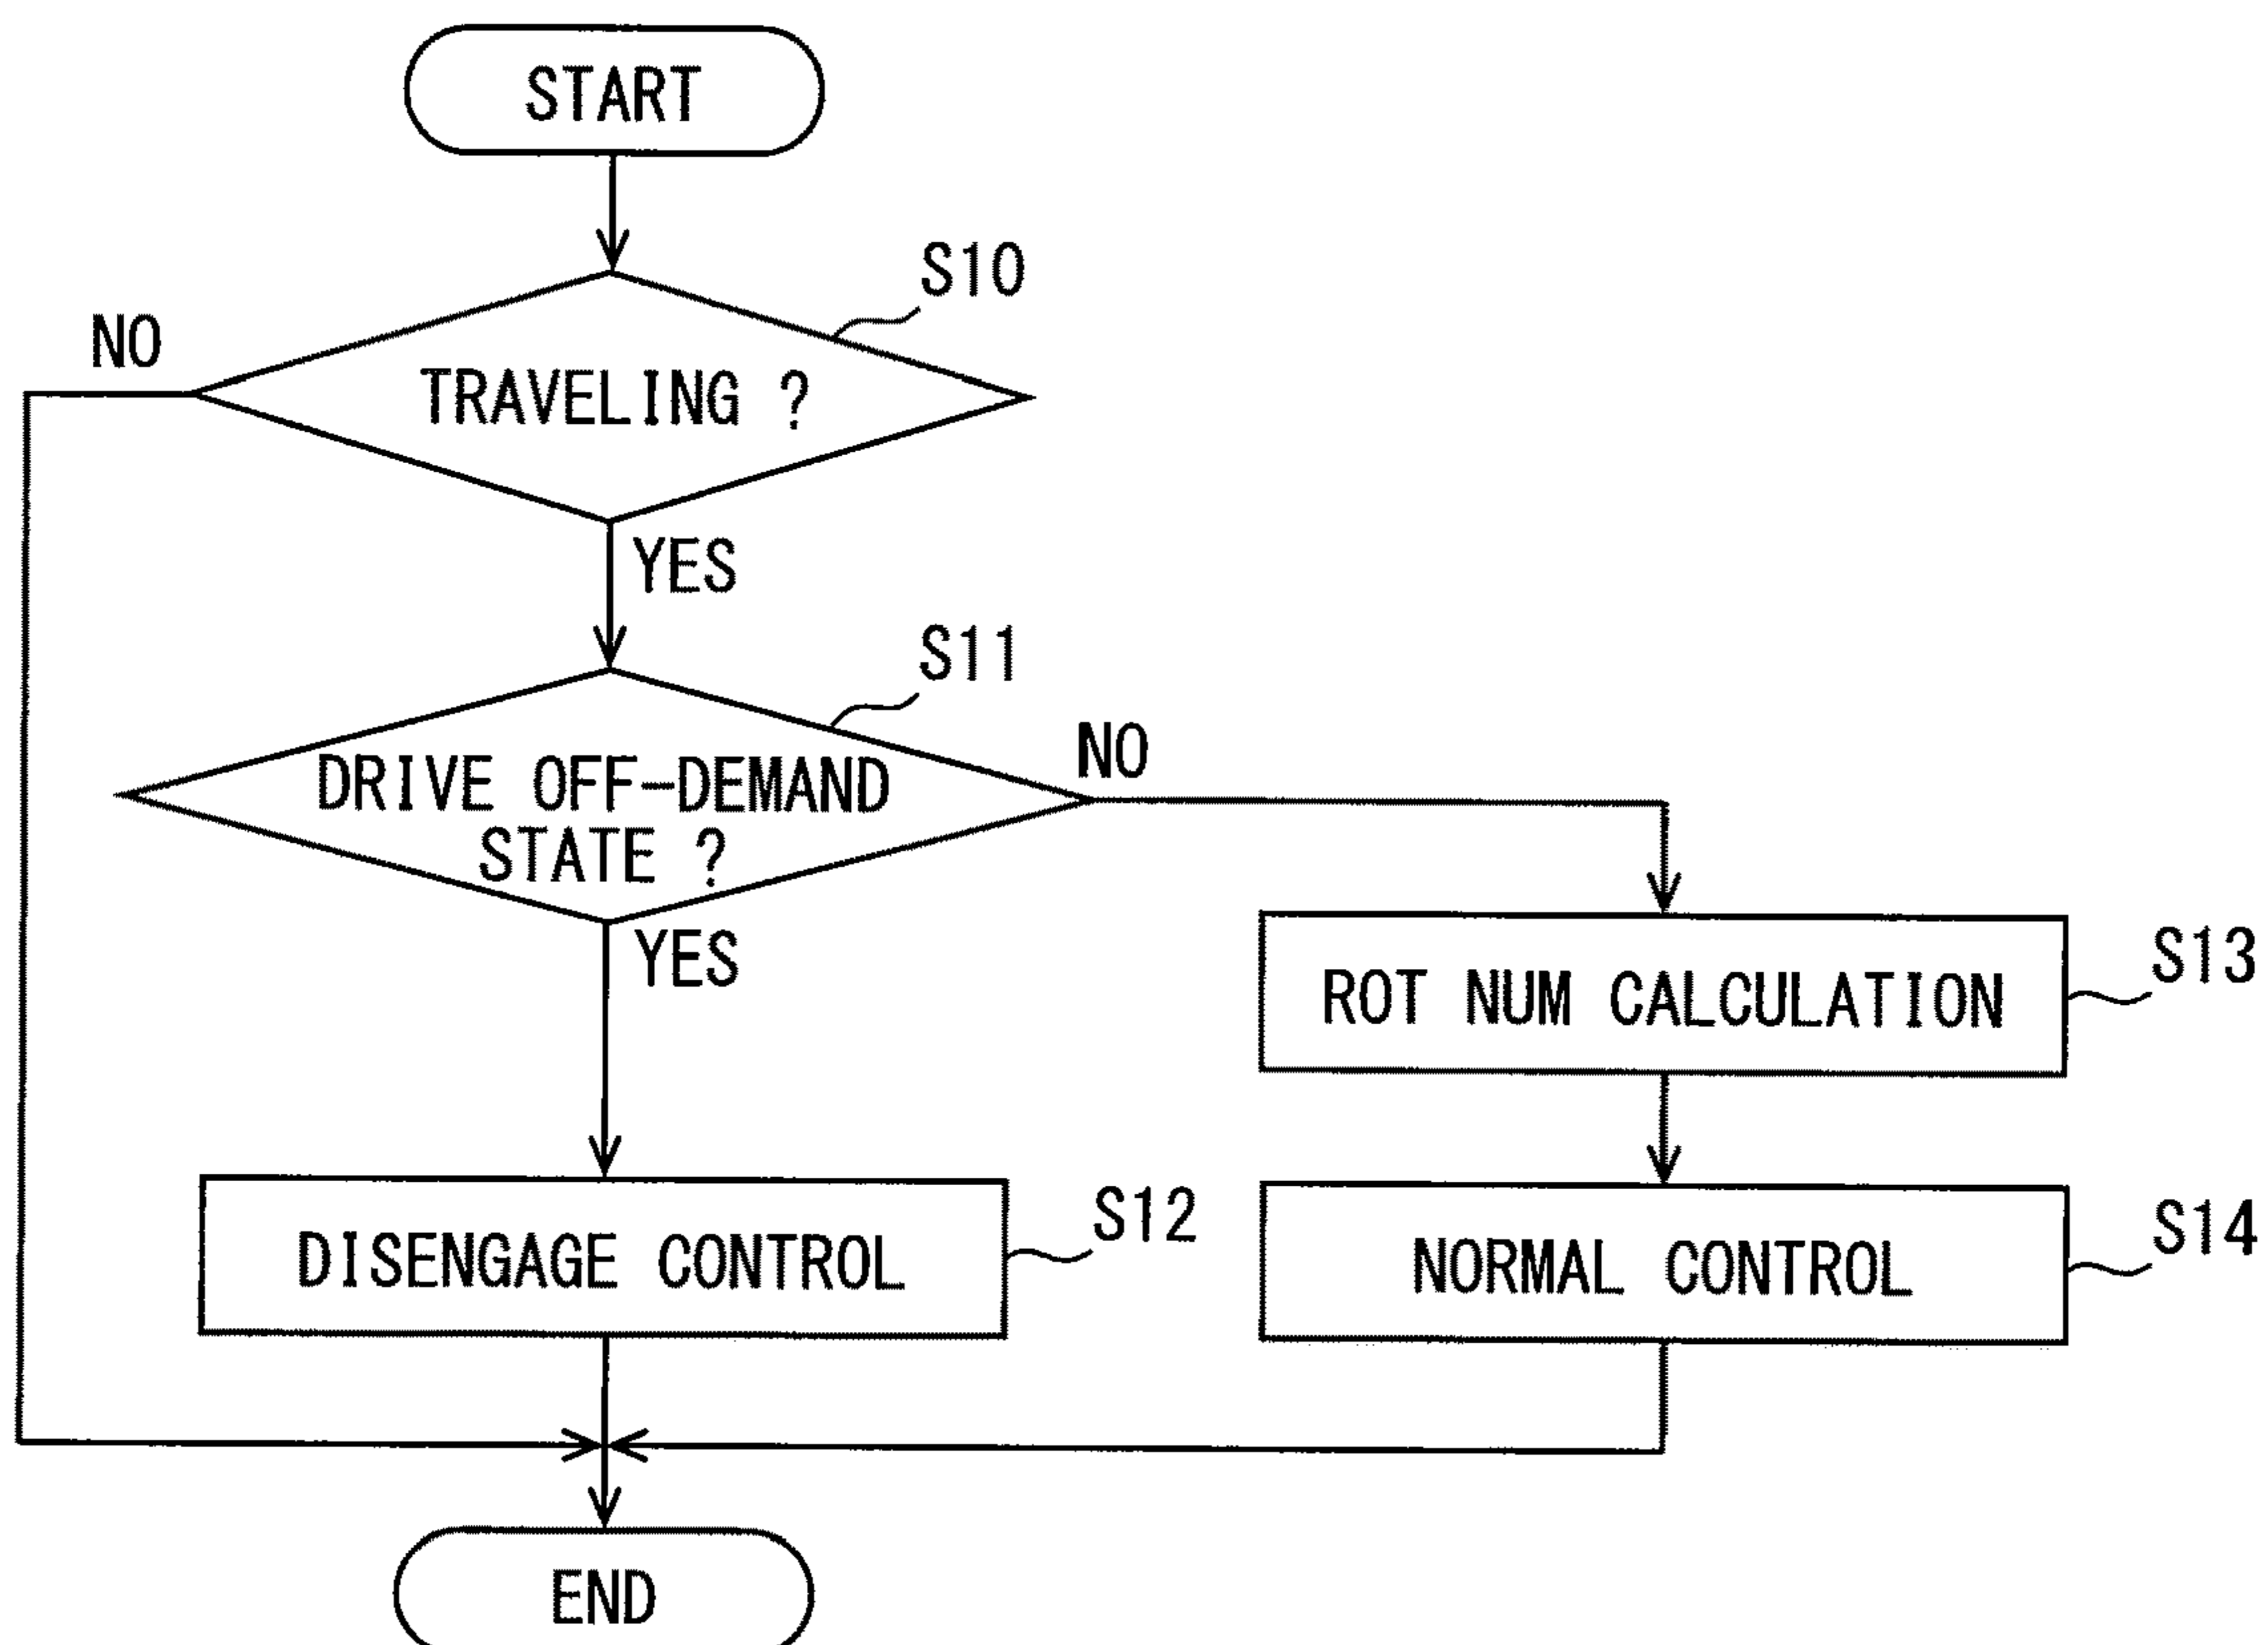 START
S10
NO
TRAVELING ?
YES
S11
NO
DRIVE OFF-DEMAND
STATE ?
YES
S13
ROT NUM CALCULATION
S12
DISENGAGE CONTROL
S14
NORMAL CONTROL
END